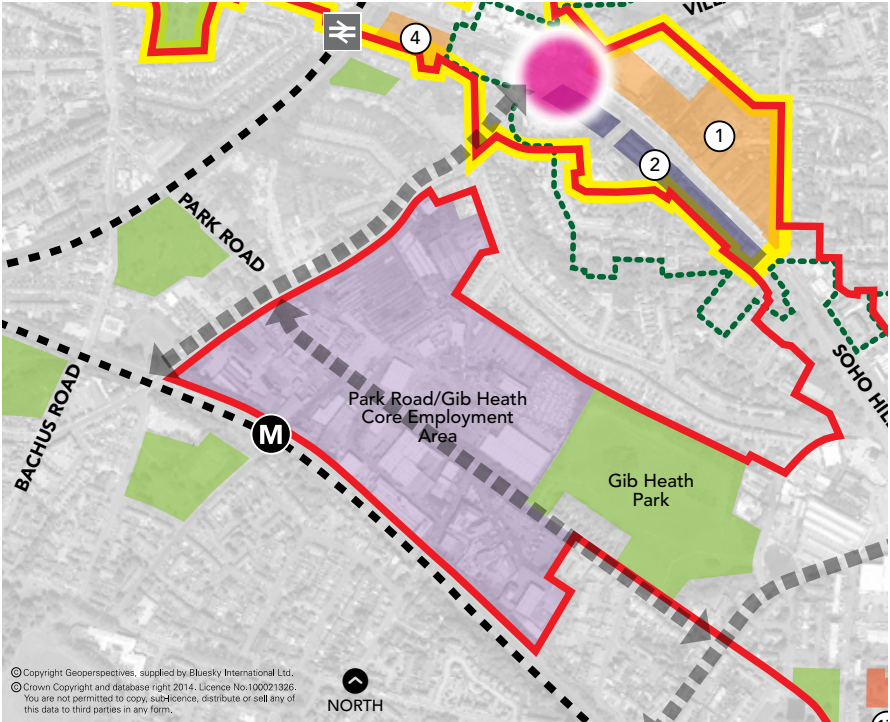 VILLA
4
1
2
PARK ROAD
BACHUS ROAD
SOHO HILL
M
Park Road/Gib Heath
Core Employment
Area
Gib Heath
Park
© Copyright Geoperspectives, supplied by Bluesky International Ltd.
© Crown Copyright and database right 2014. Licence No.100021326.
You are not permitted to copy, sub-licence, distribute or sell any of
this data to third parties in any form.
NORTH